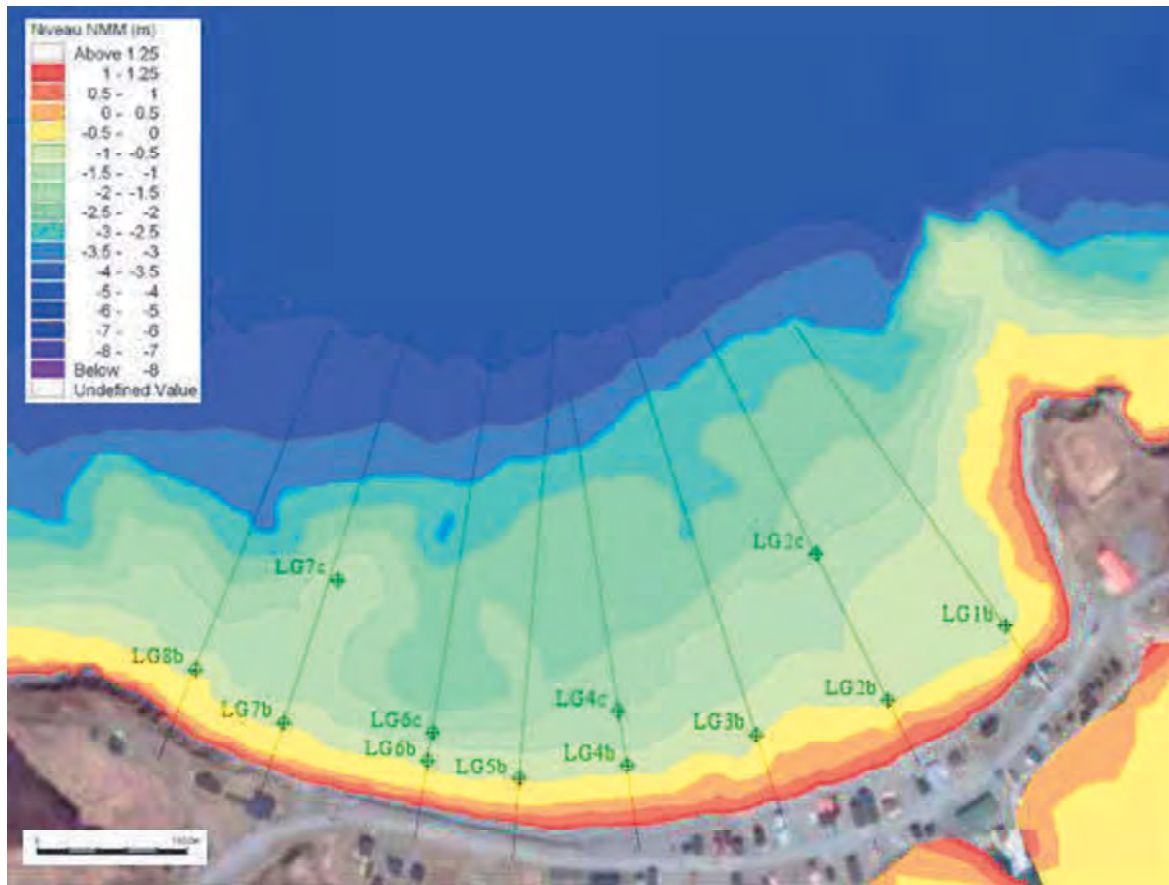 Niveau NMM (m)
Above 1.25
1 - 1.25
0.5 - 1
0 - 0.5
-0.5 - 0
-1 - -0.5
-1.5 - -1
-2 - -1.5
-2.5 - -2
-3 - -2.5
-3.5 - -3
-4 - -3.5
-5 - -4
-6 - -5
-7 - -6
-8 - -7
Below -8
Undefined Value
LG2c
LG7c
LG1b
LG8b
LG2b
LG4c
LG7b
LG6c
LG3b
LG6b
LG4b
LG5b
0